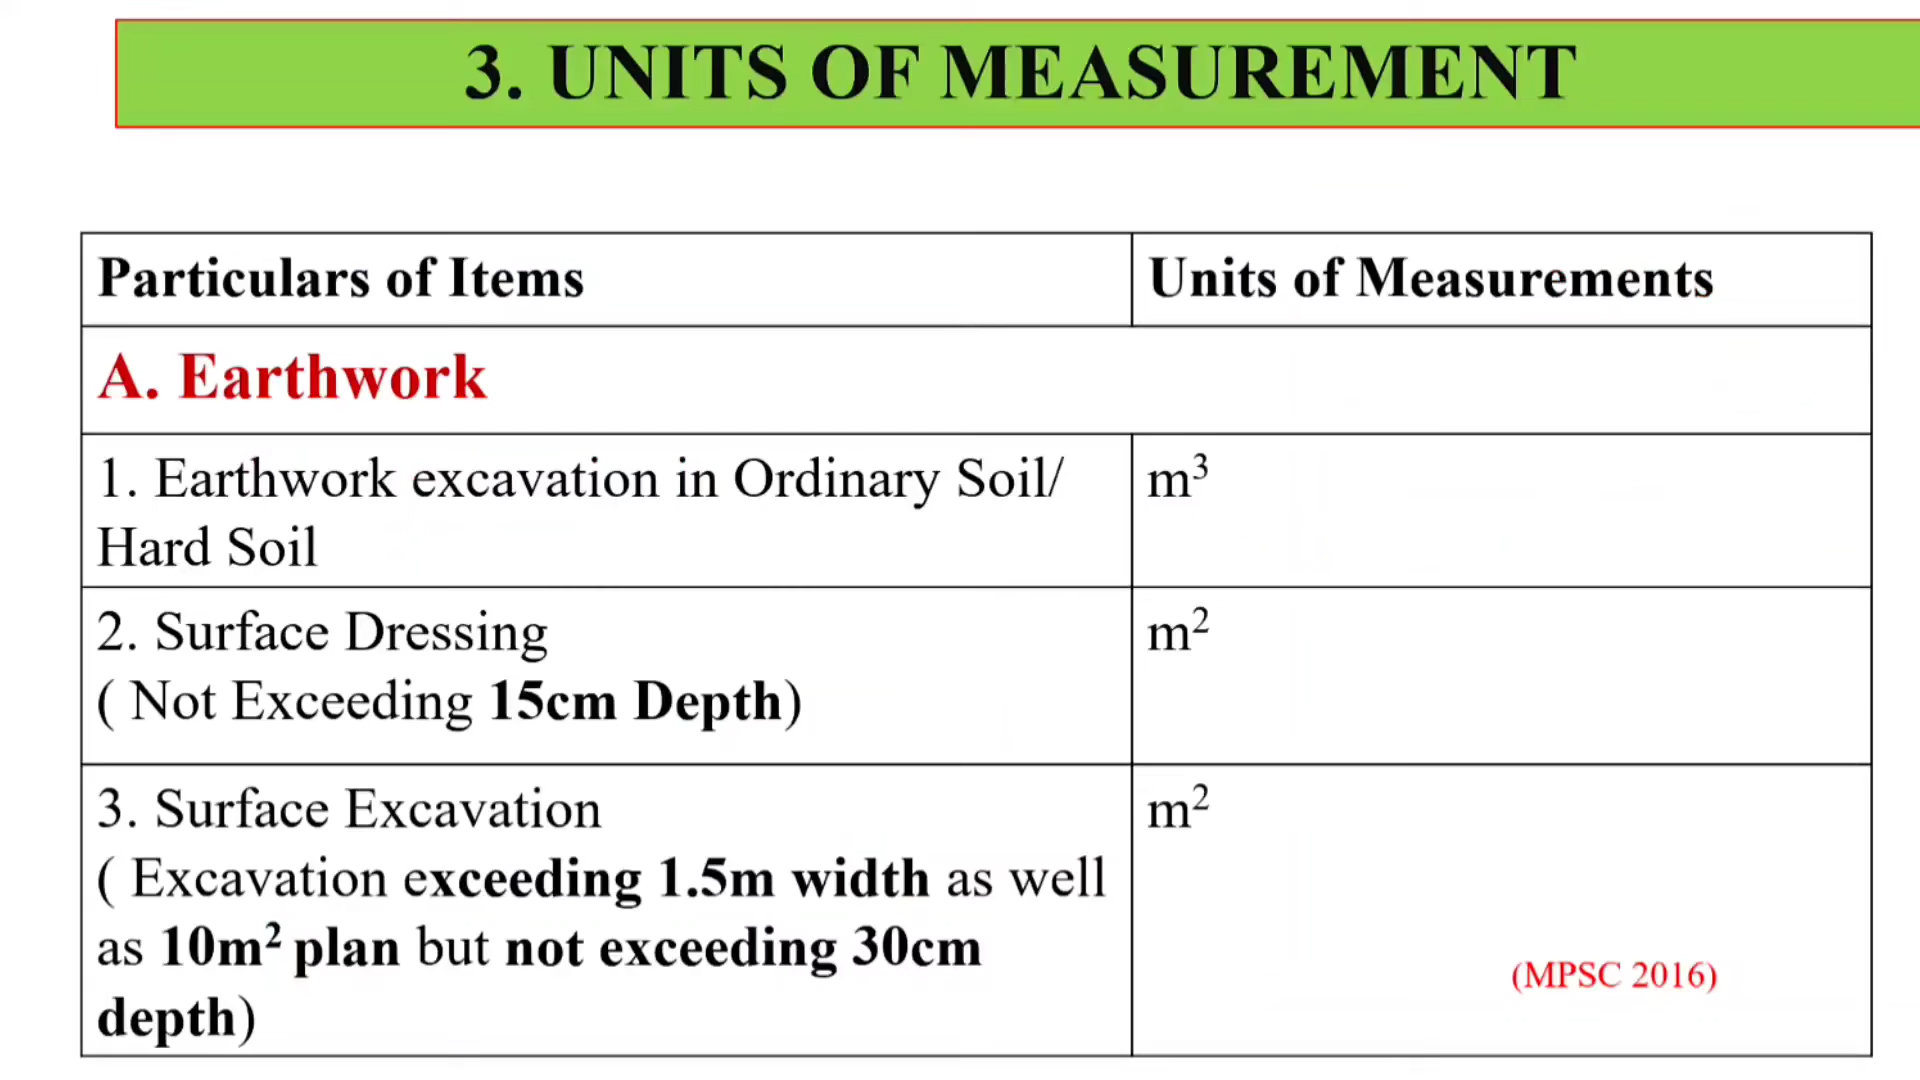 3. UNITS OF MEASUREMENT
Particulars of Items
Units of Measurements
A. Earthwork
1. Earthwork excavation in Ordinary Soil/
Hard Soil
m³
2. Surface Dressing
( Not Exceeding 15cm Depth)
m²
3. Surface Excavation
( Excavation exceeding 1.5m width as well
as 10m² plan but not exceeding 30cm
depth)
m²
(MPSC 2016)